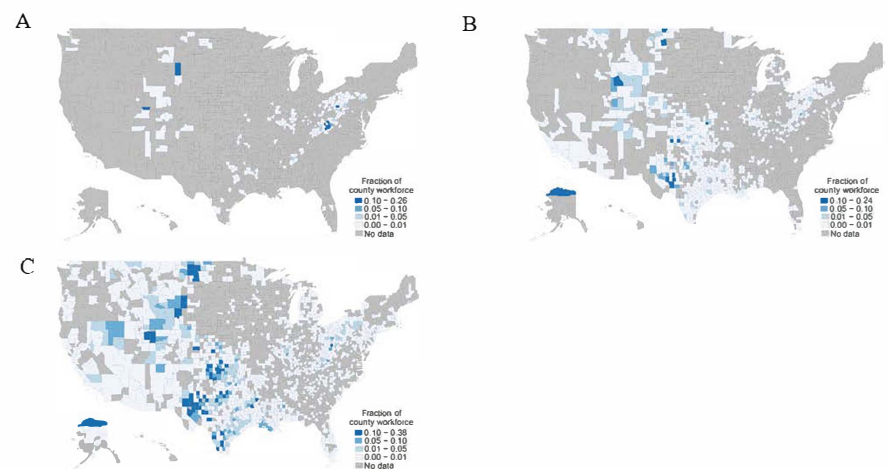 A
Fraction of
county workforce
0.10 – 0.26
0.05 – 0.10
0.01 – 0.05
0.00 – 0.01
No data
B
Fraction of
county workforce
0.10 – 0.24
0.05 – 0.10
0.01 – 0.05
0.00 – 0.01
No data
C
Fraction of
county workforce
0.10 – 0.38
0.05 – 0.10
0.01 – 0.05
0.00 – 0.01
No data